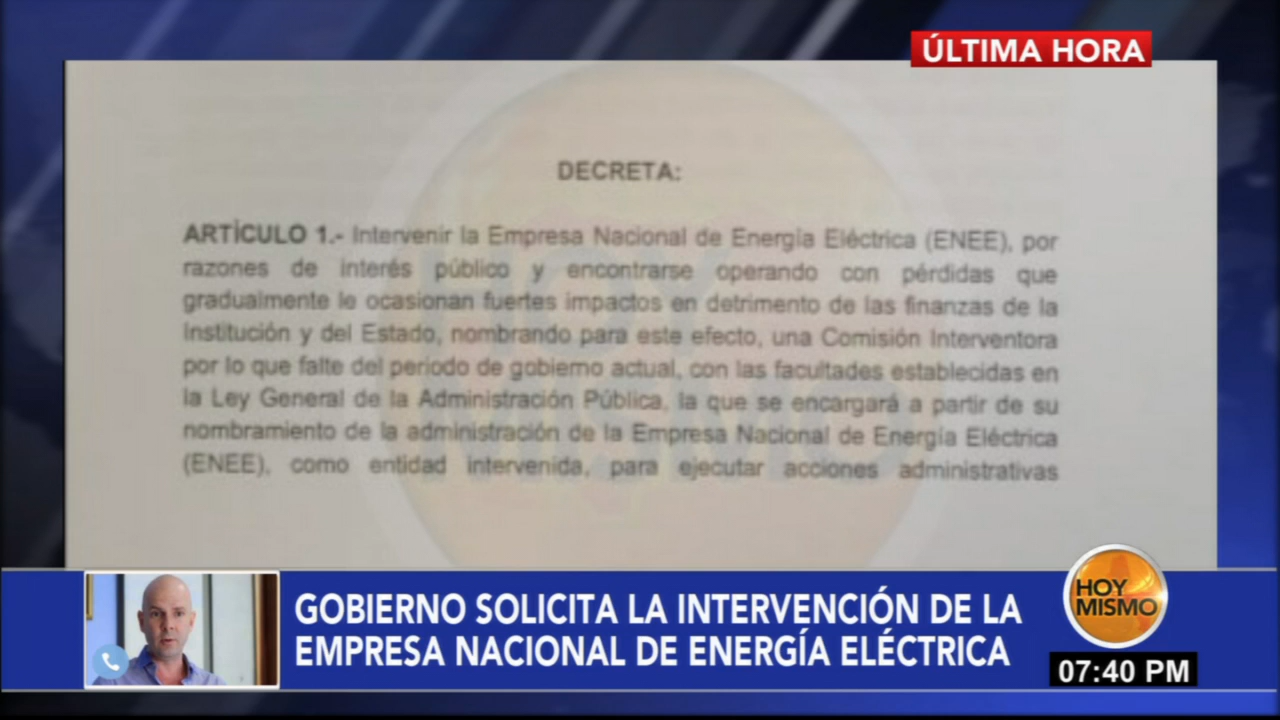 ÚLTIMA HORA
DECRETA:
ARTÍCULO 1.- Intervenir la Empresa Nacional de Energía Eléctrica (ENEE), por
razones de interés público y encontrarse operando con pérdidas que
gradualmente le ocasionan fuertes impactos en detrimento de las finanzas de la
Institución y del Estado, nombrando para este efecto, una Comisión Interventora
por lo que falte del periodo de gobierno actual, con las facultades establecidas en
la Ley General de la Administración Pública, la que se encargará a partir de su
nombramiento de la administración de la Empresa Nacional de Energía Eléctrica
(ENEE), como entidad intervenida, para ejecutar acciones administrativas
GOBIERNO SOLICITA LA INTERVENCIÓN DE LA
EMPRESA NACIONAL DE ENERGÍA ELÉCTRICA
HOY
MISMO
07:40 PM